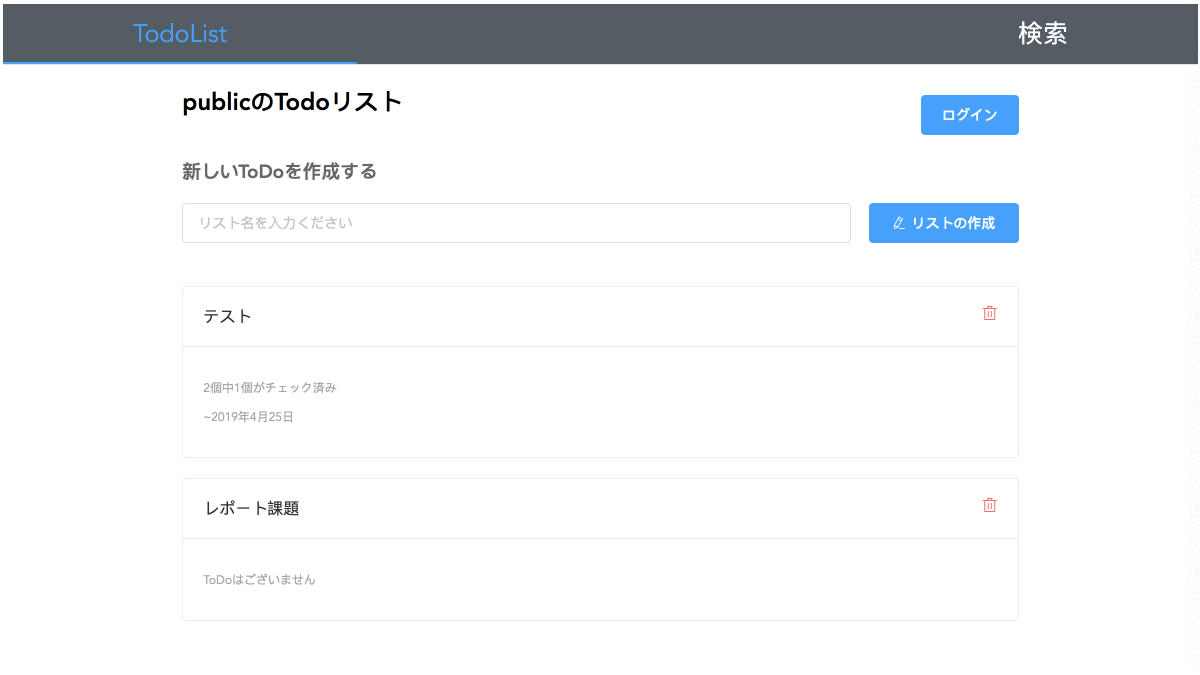 TodoList
検索
publicのTodoリスト
ログイン
新しいToDoを作成する
リスト名を入力ください
リストの作成
テスト
2個中1個がチェック済み
~2019年4月25日
レポート課題
ToDoはございません